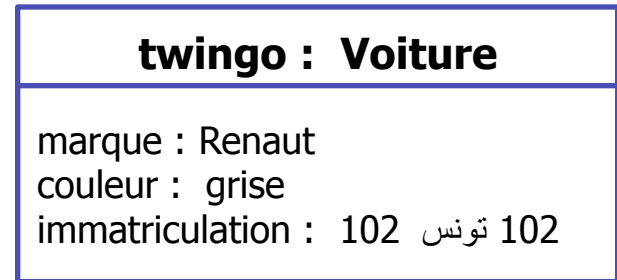 twingo : Voiture
marque : Renaut
couleur : grise
immatriculation : 102 تونس 102